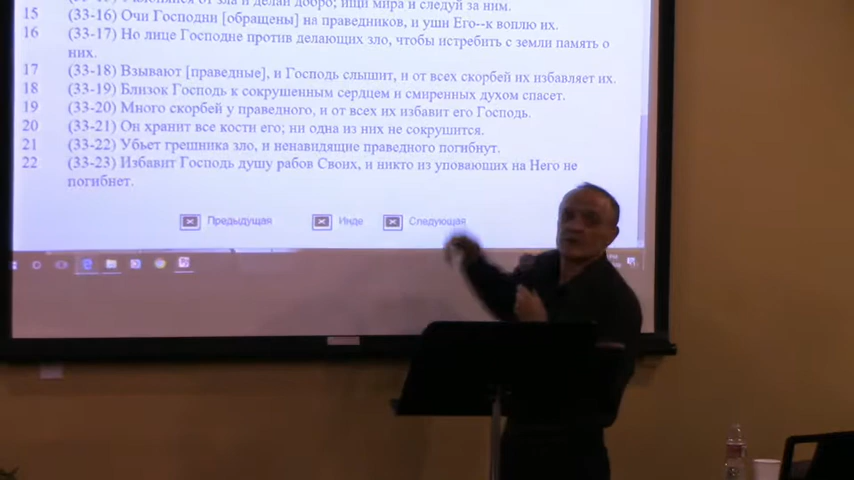 Уклоняйся от зла и делай добро; ищи мира и следуй за ним.
15 (33-16) Очи Господни [обращены] на праведников, и уши Его--к воплю их.
16 (33-17) Но лице Господне против делающих зло, чтобы истребить с земли память о
них.
17 (33-18) Взывают [праведные], и Господь слышит, и от всех скорбей их избавляет их.
18 (33-19) Близок Господь к сокрушенным сердцем и смиренных духом спасет.
19 (33-20) Много скорбей у праведного, и от всех их избавит его Господь.
20 (33-21) Он хранит все кости его; ни одна из них не сокрушится.
21 (33-22) Убьет грешника зло, и ненавидящие праведного погибнут.
22 (33-23) Избавит Господь душу рабов Своих, и никто из уповающих на Него не
погибнет.
Предыдущая Инде Следующая